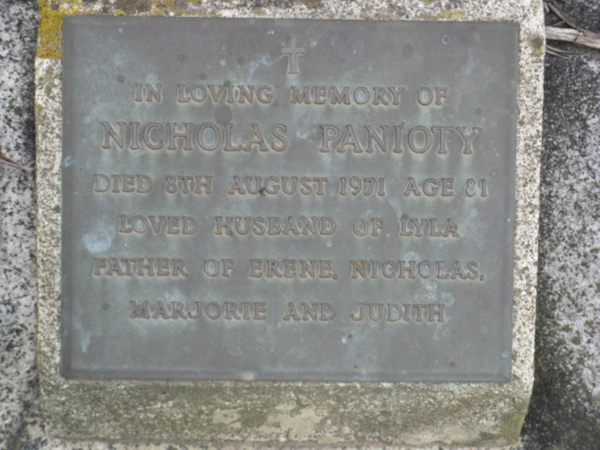 IN LOVING MEMORY OF
NICHOLAS PANIOTY
DIED 8TH AUGUST 1971 AGE 81
LOVED HUSBAND OF LYLA
FATHER OF ERENE, NICHOLAS,
MARJORIE AND JUDITH